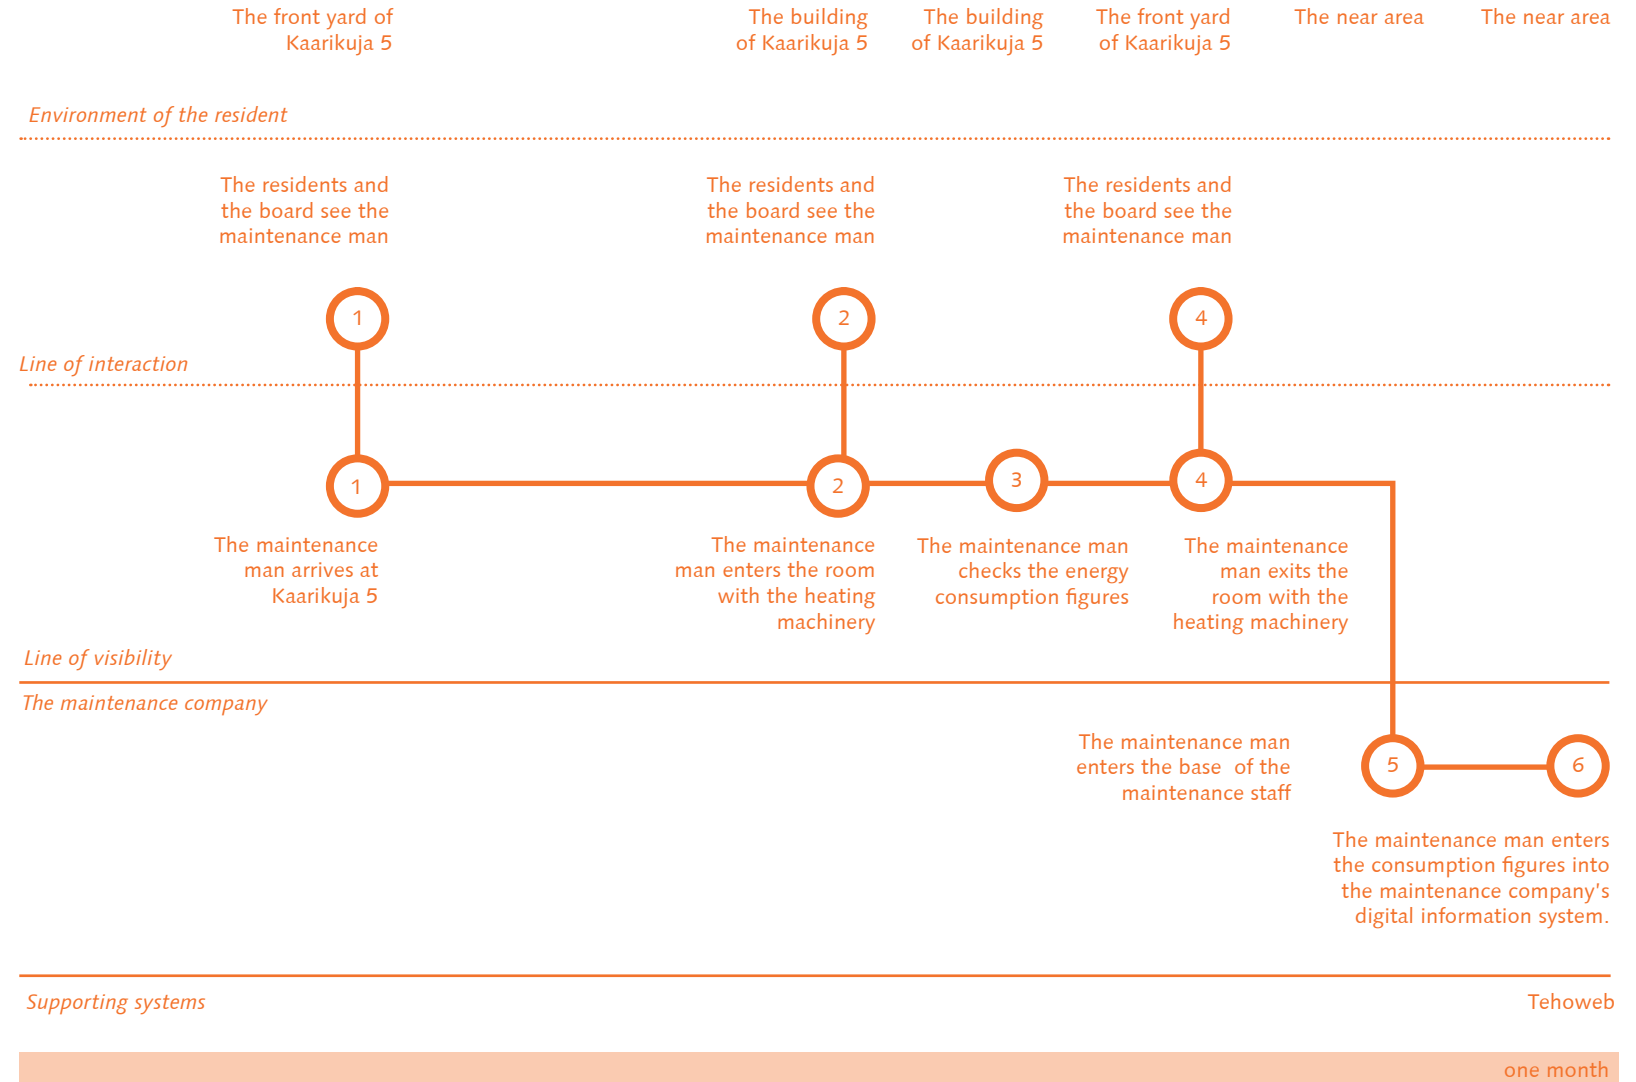 The front yard of
Kaarikuja 5
The building
of Kaarikuja 5
The building
of Kaarikuja 5
The front yard
of Kaarikuja 5
The near area
The near area
Environment of the resident
The residents and
the board see the
maintenance man
The residents and
the board see the
maintenance man
The residents and
the board see the
maintenance man
1
2
4
Line of interaction
1
2
3
4
The maintenance
man arrives at
Kaarikuja 5
The maintenance
man enters the room
with the heating
machinery
The maintenance man
checks the energy
consumption figures
The maintenance
man exits the
room with the
heating machinery
Line of visibility
The maintenance company
The maintenance man
enters the base of the
maintenance staff
5
6
The maintenance man enters
the consumption figures into
the maintenance company's
digital information system.
Supporting systems
Tehoweb
one month